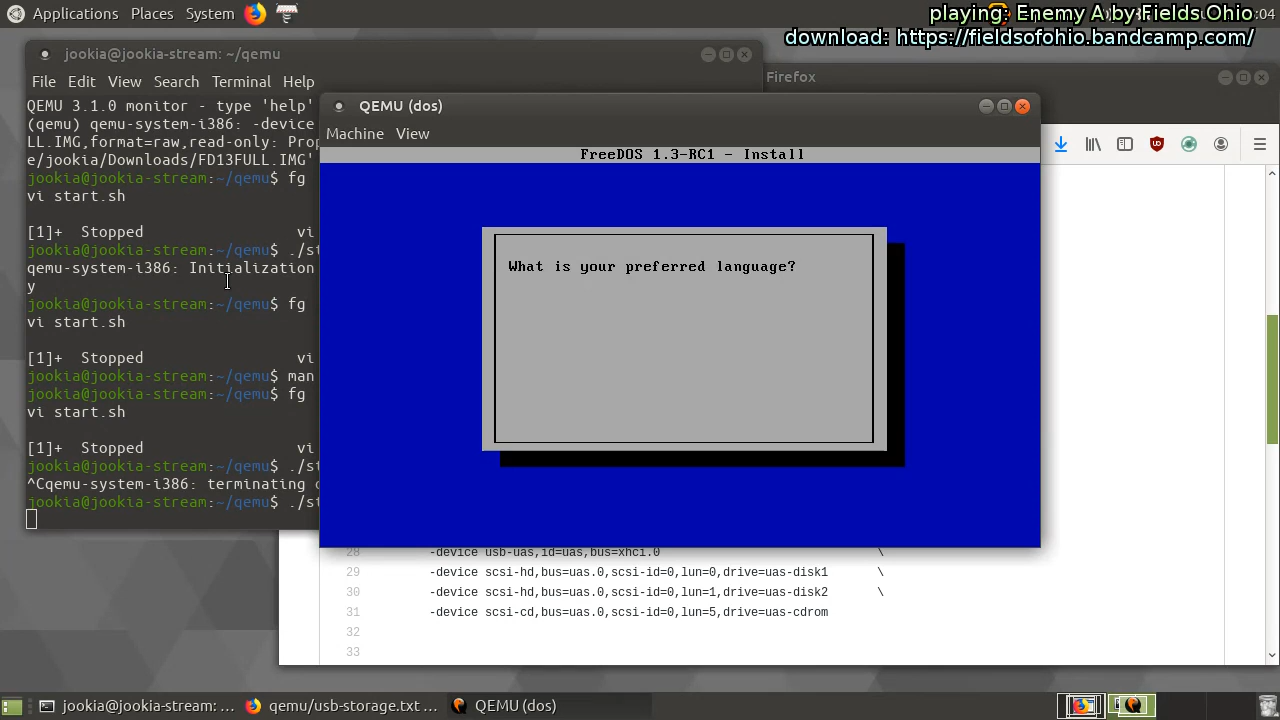 Applications Places System
:04
playing: Enemy A by Fields Ohio
download: https://fieldsofohio.bandcamp.com/
jookia@jookia-stream: ~/qemu
File Edit View Search Terminal Help
QEMU 3.1.0 monitor - type 'help'
(qemu) qemu-system-i386: -device
LL.IMG,format=raw,read-only: Prop
e/jookia/Downloads/FD13FULL.IMG'
jookia@jookia-stream:~/qemu$ fg
vi start.sh
[1]+ Stopped vi
jookia@jookia-stream:~/qemu$ ./st
qemu-system-i386: Initialization
y
jookia@jookia-stream:~/qemu$ fg
vi start.sh
[1]+ Stopped vi
jookia@jookia-stream:~/qemu$ man
jookia@jookia-stream:~/qemu$ fg
vi start.sh
[1]+ Stopped vi
jookia@jookia-stream:~/qemu$ ./st
^Cqemu-system-i386: terminating
jookia@jookia-stream:~/qemu$ ./st
Firefox
QEMU (dos)
Machine View
FreeDOS 1.3-RC1 - Install
What is your preferred language?
28 -device usb-uas,id=uas,bus=xhci.0 \
29 -device scsi-hd,bus=uas.0,scsi-id=0,lun=0,drive=uas-disk1 \
30 -device scsi-hd,bus=uas.0,scsi-id=0,lun=1,drive=uas-disk2 \
31 -device scsi-cd,bus=uas.0,scsi-id=0,lun=5,drive=uas-cdrom
32
33
jookia@jookia-stream: ... qemu/usb-storage.txt ... QEMU (dos)